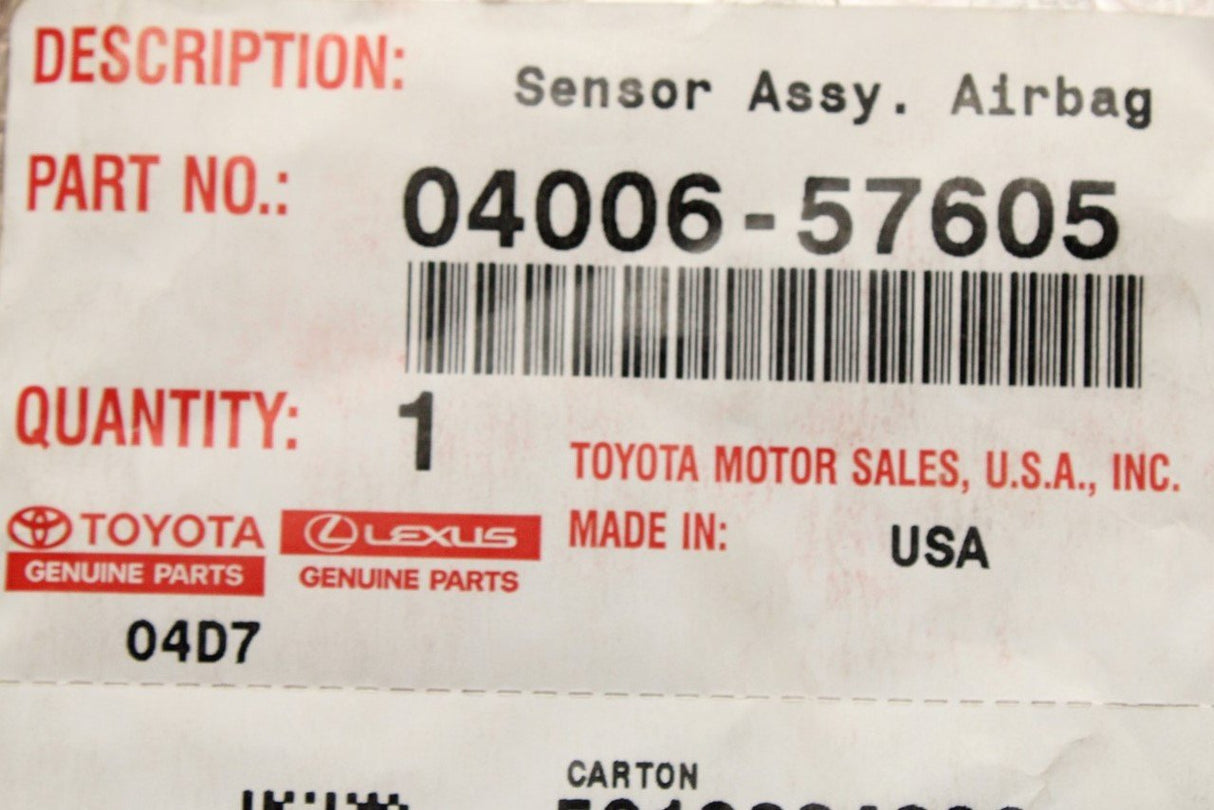 DESCRIPTION: Sensor Assy. Airbag
PART NO.: 04006-57605
QUANTITY: 1
TOYOTA MOTOR SALES, U.S.A., INC.
TOYOTA
GENUINE PARTS
LEXUS
GENUINE PARTS
MADE IN: USA
04D7
CARTON